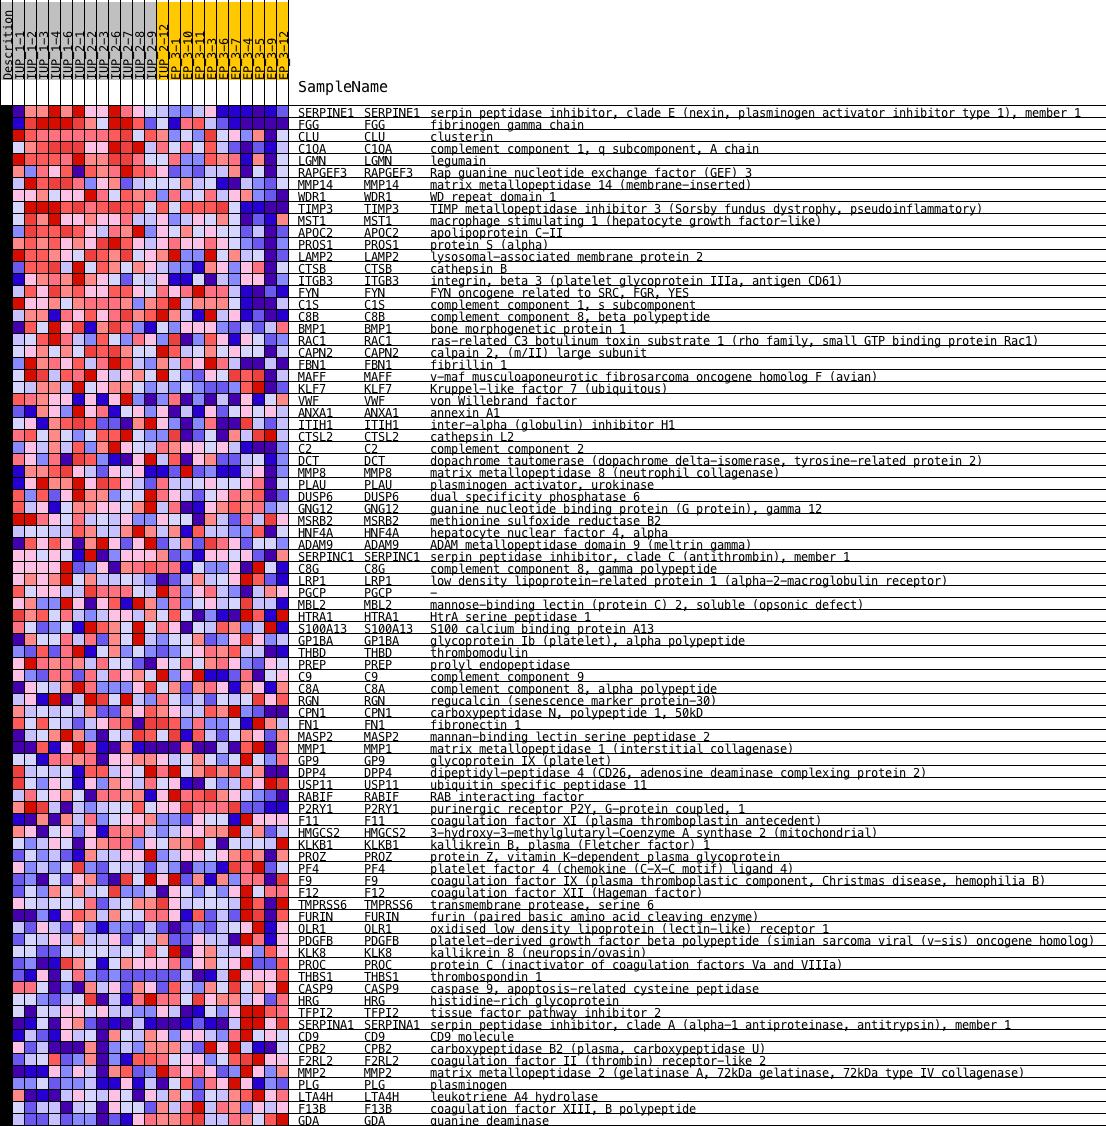 Descrition
IUP_1-1
IUP_1-2
IUP_1-3
IUP_1-4
IUP_1-6
IUP_2-1
IUP_2-2
IUP_2-3
IUP_2-6
IUP_2-7
IUP_2-8
IUP_2-9
IUP_2-12
EP_3-1
EP_3-10
EP_3-11
EP_3-3
EP_3-6
EP_3-7
EP_3-4
EP_3-5
EP_3-9
EP_3-12
SampleName
SERPINE1 SERPINE1 serpin peptidase inhibitor, clade E (nexin, plasminogen activator inhibitor type 1), member 1
FGG FGG fibrinogen gamma chain
CLU CLU clusterin
C1QA C1QA complement component 1, q subcomponent, A chain
LGMN LGMN legumain
RAPGEF3 RAPGEF3 Rap guanine nucleotide exchange factor (GEF) 3
MMP14 MMP14 matrix metallopeptidase 14 (membrane-inserted)
WDR1 WDR1 WD repeat domain 1
TIMP3 TIMP3 TIMP metallopeptidase inhibitor 3 (Sorsby fundus dystrophy, pseudoinflammatory)
MST1 MST1 macrophage stimulating 1 (hepatocyte growth factor-like)
APOC2 APOC2 apolipoprotein C-II
PROS1 PROS1 protein S (alpha)
LAMP2 LAMP2 lysosomal-associated membrane protein 2
CTSB CTSB cathepsin B
ITGB3 ITGB3 integrin, beta 3 (platelet glycoprotein IIIa, antigen CD61)
FYN FYN FYN oncogene related to SRC, FGR, YES
C1S C1S complement component 1, s subcomponent
C8B C8B complement component 8, beta polypeptide
BMP1 BMP1 bone morphogenetic protein 1
RAC1 RAC1 ras-related C3 botulinum toxin substrate 1 (rho family, small GTP binding protein Rac1)
CAPN2 CAPN2 calpain 2, (m/II) large subunit
FBN1 FBN1 fibrillin 1
MAFF MAFF v-maf musculoaponeurotic fibrosarcoma oncogene homolog F (avian)
KLF7 KLF7 Kruppel-like factor 7 (ubiquitous)
VWF VWF von Willebrand factor
ANXA1 ANXA1 annexin A1
ITIH1 ITIH1 inter-alpha (globulin) inhibitor H1
CTSL2 CTSL2 cathepsin L2
C2 C2 complement component 2
DCT DCT dopachrome tautomerase (dopachrome delta-isomerase, tyrosine-related protein 2)
MMP8 MMP8 matrix metallopeptidase 8 (neutrophil collagenase)
PLAU PLAU plasminogen activator, urokinase
DUSP6 DUSP6 dual specificity phosphatase 6
GNG12 GNG12 guanine nucleotide binding protein (G protein), gamma 12
MSRB2 MSRB2 methionine sulfoxide reductase B2
HNF4A HNF4A hepatocyte nuclear factor 4, alpha
ADAM9 ADAM9 ADAM metallopeptidase domain 9 (meltrin gamma)
SERPINC1 SERPINC1 serpin peptidase inhibitor, clade C (antithrombin), member 1
C8G C8G complement component 8, gamma polypeptide
LRP1 LRP1 low density lipoprotein-related protein 1 (alpha-2-macroglobulin receptor)
PGCP PGCP -
MBL2 MBL2 mannose-binding lectin (protein C) 2, soluble (opsonic defect)
HTRA1 HTRA1 HtrA serine peptidase 1
S100A13 S100A13 S100 calcium binding protein A13
GP1BA GP1BA glycoprotein Ib (platelet), alpha polypeptide
THBD THBD thrombomodulin
PREP PREP prolyl endopeptidase
C9 C9 complement component 9
C8A C8A complement component 8, alpha polypeptide
RGN RGN regucalcin (senescence marker protein-30)
CPN1 CPN1 carboxypeptidase N, polypeptide 1, 50kD
FN1 FN1 fibronectin 1
MASP2 MASP2 mannan-binding lectin serine peptidase 2
MMP1 MMP1 matrix metallopeptidase 1 (interstitial collagenase)
GP9 GP9 glycoprotein IX (platelet)
DPP4 DPP4 dipeptidyl-peptidase 4 (CD26, adenosine deaminase complexing protein 2)
USP11 USP11 ubiquitin specific peptidase 11
RABIF RABIF RAB interacting factor
P2RY1 P2RY1 purinergic receptor P2Y, G-protein coupled, 1
F11 F11 coagulation factor XI (plasma thromboplastin antecedent)
HMGCS2 HMGCS2 3-hydroxy-3-methylglutaryl-Coenzyme A synthase 2 (mitochondrial)
KLKB1 KLKB1 kallikrein B, plasma (Fletcher factor) 1
PROZ PROZ protein Z, vitamin K-dependent plasma glycoprotein
PF4 PF4 platelet factor 4 (chemokine (C-X-C motif) ligand 4)
F9 F9 coagulation factor IX (plasma thromboplastic component, Christmas disease, hemophilia B)
F12 F12 coagulation factor XII (Hageman factor)
TMPRSS6 TMPRSS6 transmembrane protease, serine 6
FURIN FURIN furin (paired basic amino acid cleaving enzyme)
OLR1 OLR1 oxidised low density lipoprotein (lectin-like) receptor 1
PDGFB PDGFB platelet-derived growth factor beta polypeptide (simian sarcoma viral (v-sis) oncogene homolog)
KLK8 KLK8 kallikrein 8 (neuropsin/ovasin)
PROC PROC protein C (inactivator of coagulation factors Va and VIIIa)
THBS1 THBS1 thrombospondin 1
CASP9 CASP9 caspase 9, apoptosis-related cysteine peptidase
HRG HRG histidine-rich glycoprotein
TFPI2 TFPI2 tissue factor pathway inhibitor 2
SERPINA1 SERPINA1 serpin peptidase inhibitor, clade A (alpha-1 antiproteinase, antitrypsin), member 1
CD9 CD9 CD9 molecule
CPB2 CPB2 carboxypeptidase B2 (plasma, carboxypeptidase U)
F2RL2 F2RL2 coagulation factor II (thrombin) receptor-like 2
MMP2 MMP2 matrix metallopeptidase 2 (gelatinase A, 72kDa gelatinase, 72kDa type IV collagenase)
PLG PLG plasminogen
LTA4H LTA4H leukotriene A4 hydrolase
F13B F13B coagulation factor XIII, B polypeptide
GDA GDA guanine deaminase